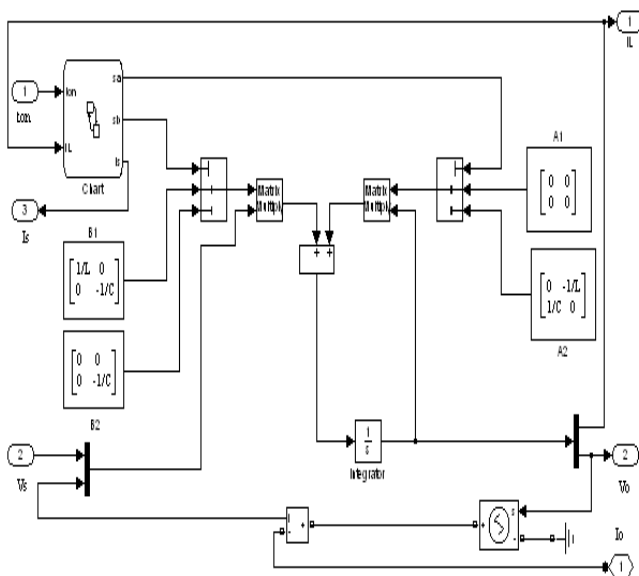 1
IL
1
tom
ton
IL
sa
sb
Is
Chart
3
Is
B1
1/L 0
0 -1/C
B2
0 0
0 -1/C
Matrix
Multiply
Matrix
Multiply
+ +
A1
0 0
0 0
A2
0 -1/L
1/C 0
1
s
Integrator
2
Vs
2
Vo
I
-
+
+
s
-
Io
1